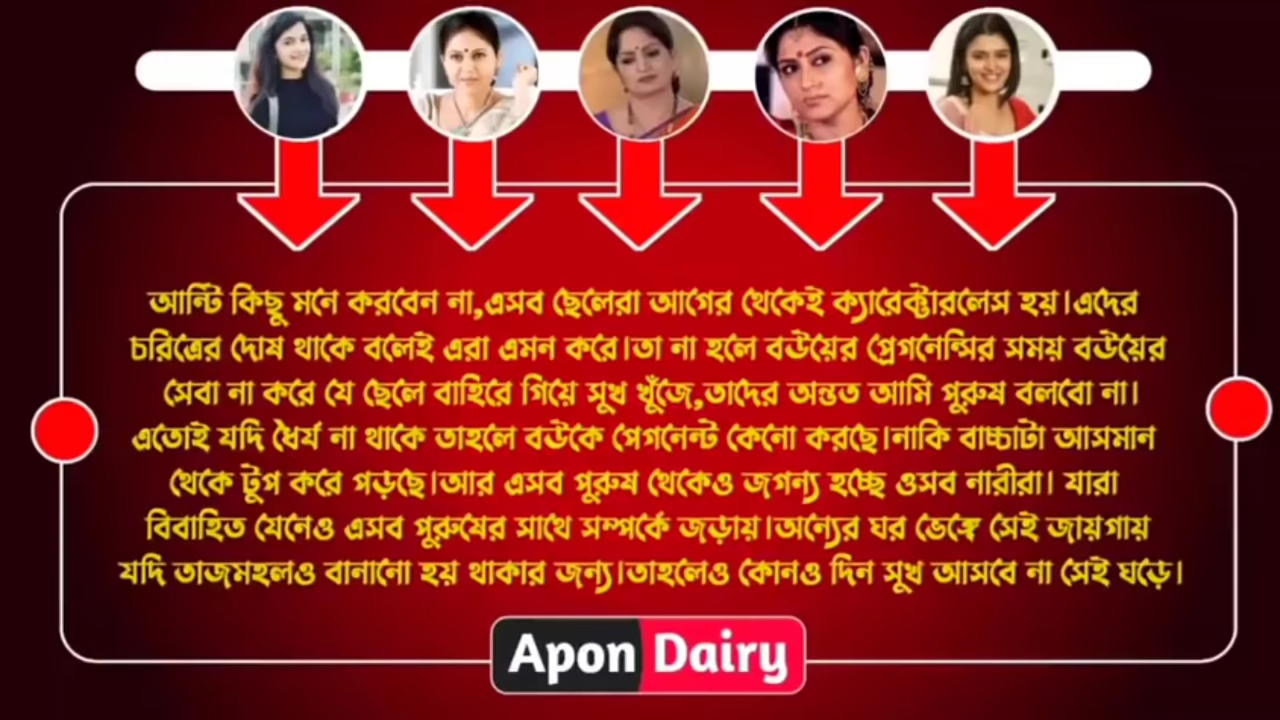 আন্টি কিছু মনে করবেন না,এসব ছেলেরা আগের থেকেই ক্যারেক্টারলেস হয়।এদের
চরিত্রের দোষ থাকে বলেই এরা এমন করে।তা না হলে বউয়ের প্রেগনেন্সির সময় বউয়ের
সেবা না করে যে ছেলে বাহিরে গিয়ে সুখ খুঁজে,তাদের অন্তত আমি পুরুষ বলবো না।
এতোই যদি ধৈর্য না থাকে তাহলে বউকে পেগনেন্ট কেনো করছে।নাকি বাচ্চাটা আসমান
থেকে টুপ করে পড়ছে।আর এসব পুরুষ থেকেও জগন্য হচ্ছে ওসব নারীরা। যারা
বিবাহিত যেনেও এসব পুরুষের সাথে সম্পর্কে জড়ায়।অন্যের ঘর ভেঙ্গে সেই জায়গায়
যদি তাজমহলও বানানো হয় থাকার জন্য।তাহলেও কোনও দিন সুখ আসবে না সেই ঘড়ে।
Apon Dairy